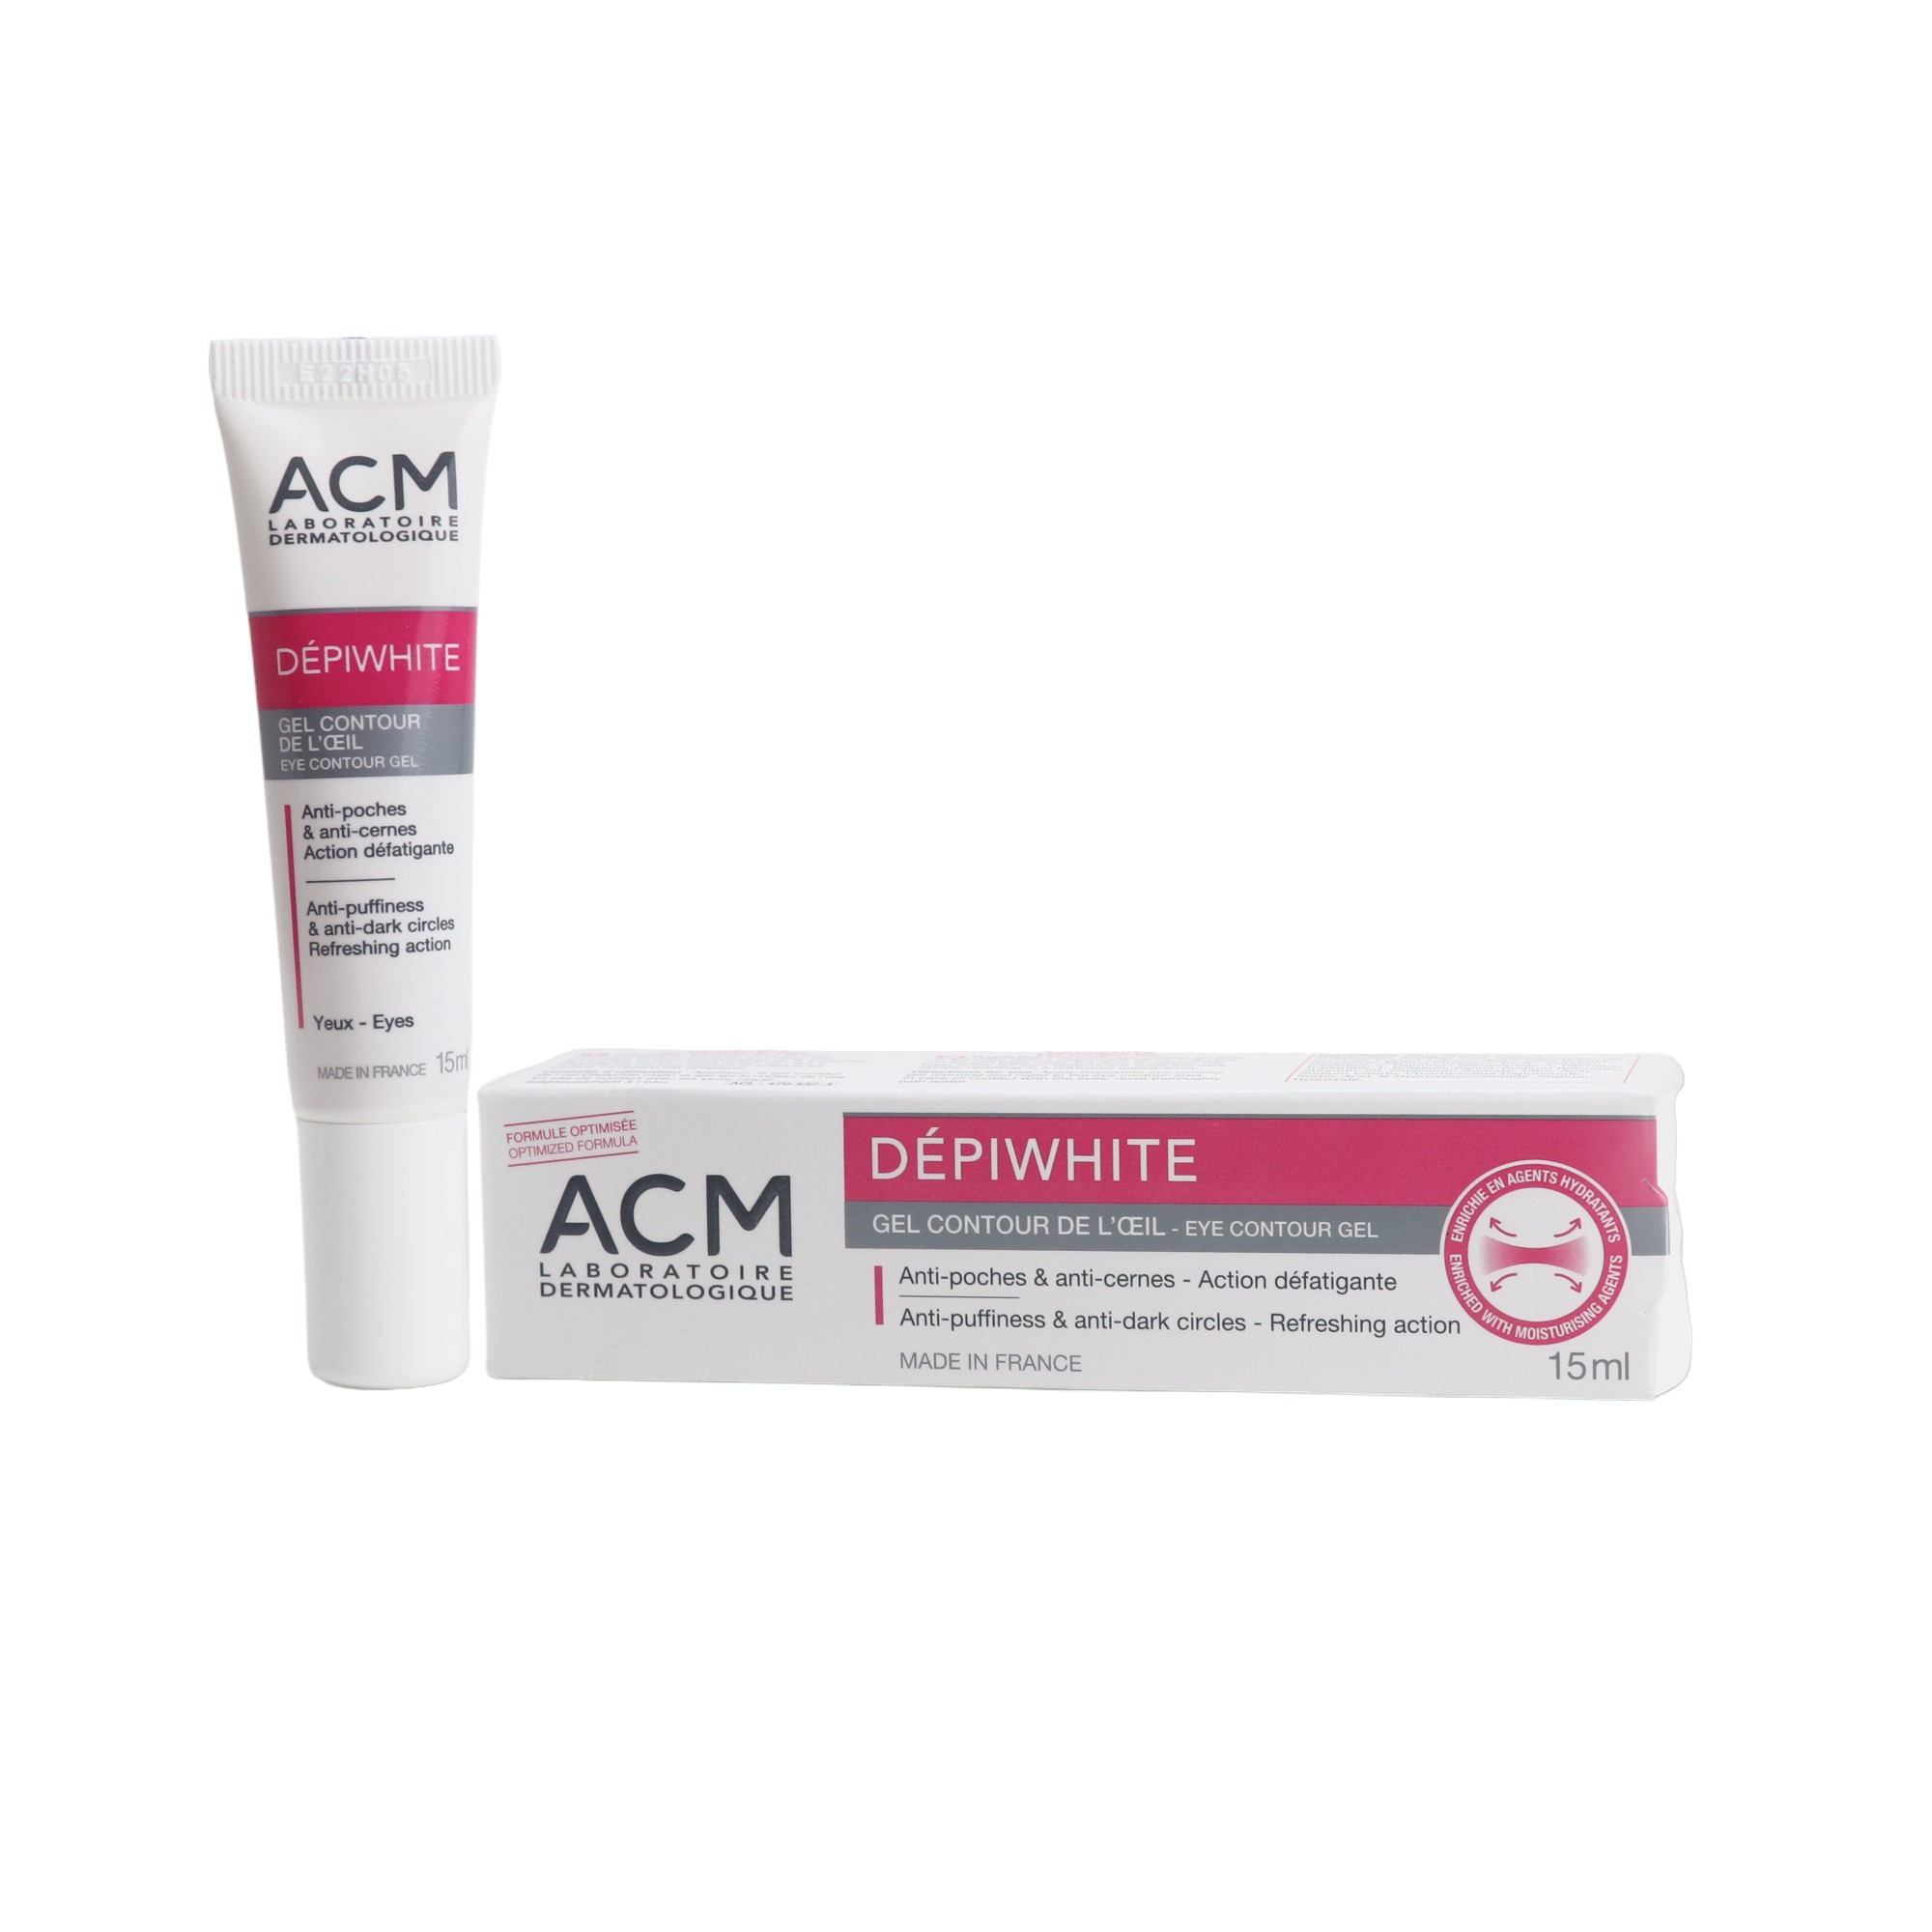 E22H05
ACM
LABORATOIRE
DERMATOLOGIQUE
DÉPIWHITE
GEL CONTOUR
DE L'ŒIL
EYE CONTOUR GEL
Anti-poches
& anti-cernes
Action défatigante
Anti-puffiness
& anti-dark circles
Refreshing action
Yeux - Eyes
MADE IN FRANCE 15ml
with water
FORMULE OPTIMISÉE
OPTIMIZED FORMULA
ACM
LABORATOIRE
DERMATOLOGIQUE
DÉPIWHITE
GEL CONTOUR DE L'ŒIL - EYE CONTOUR GEL
Anti-poches & anti-cernes - Action défatigante
Anti-puffiness & anti-dark circles - Refreshing action
MADE IN FRANCE
ENRICHIE EN AGENTS HYDRATANTS
ENRICHED WITH MOISTURISING AGENTS
15ml